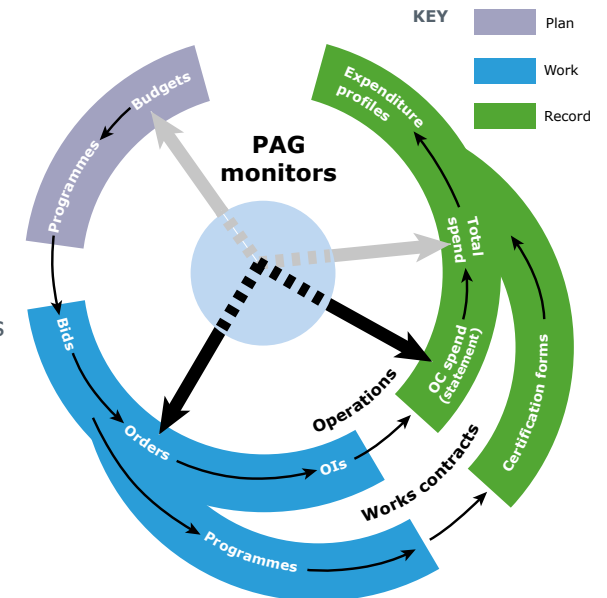 KEY
Plan
Work
Record
Budgets
Programmes
Expenditure
profiles
PAG
monitors
Total
spend
OC spend
(statement)
Certification forms
S
Bids
Orders
OIs
Operations
Works contracts
Programmes